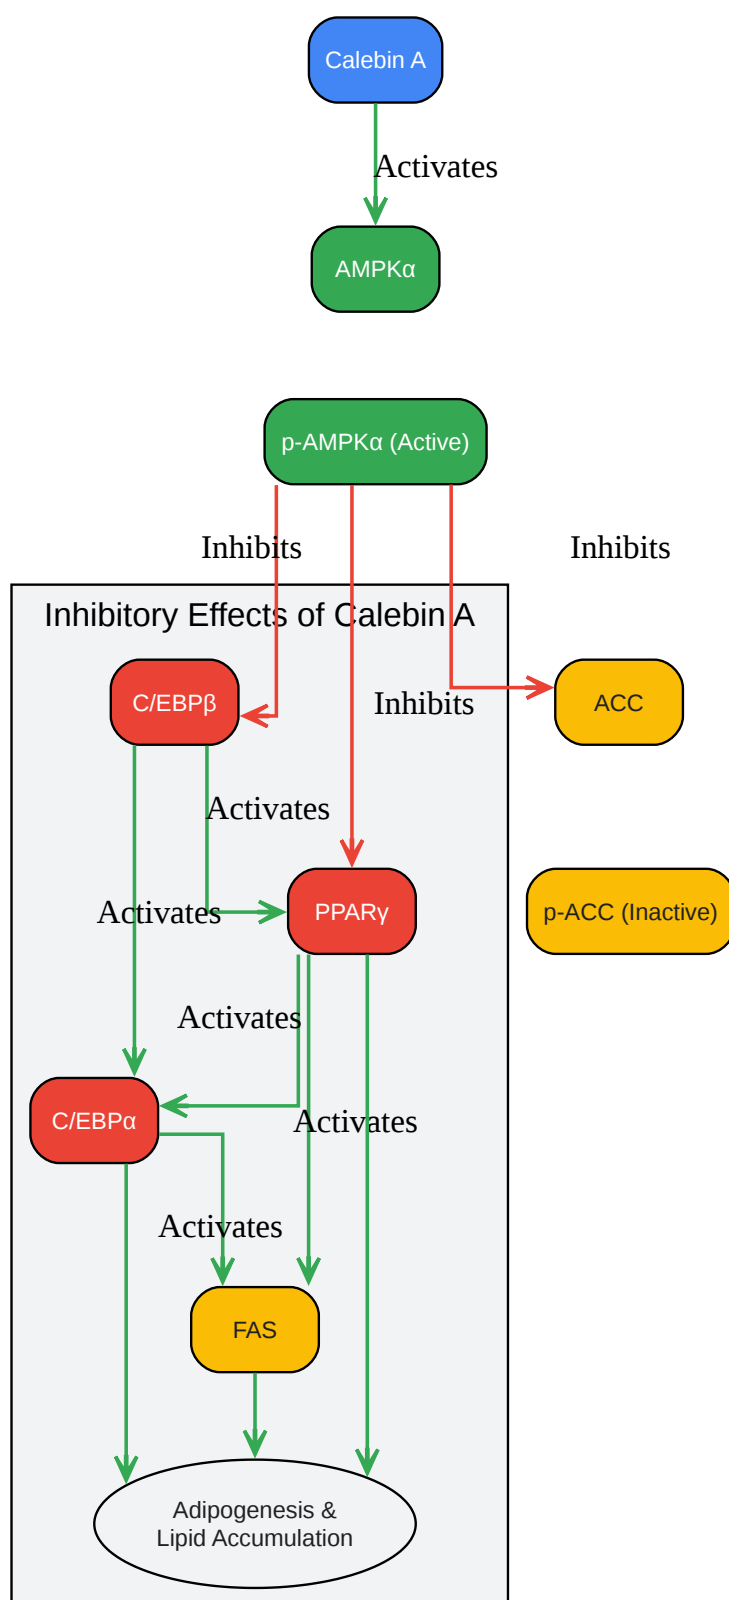 Calebin A
Activates
AMPKα
p-AMPKα (Active)
Inhibits
Inhibits
Inhibitory Effects of Calebin A
C/EBPβ
Inhibits
ACC
Activates
Activates
PPARγ
p-ACC (Inactive)
Activates
C/EBPα
Activates
Activates
FAS
Adipogenesis &
Lipid Accumulation